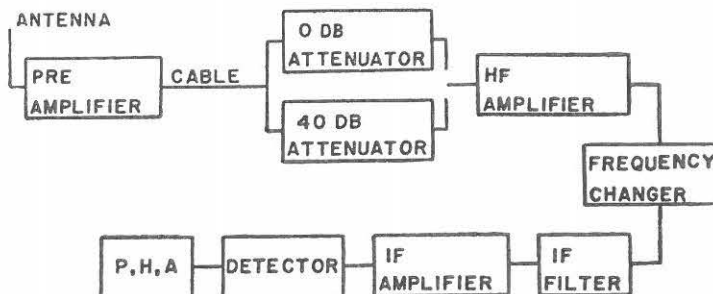 ANTENNA
PRE
AMPLIFIER
CABLE
0 DB
ATTENUATOR
40 DB
ATTENUATOR
HF
AMPLIFIER
FREQUENCY
CHANGER
P,H,A
DETECTOR
IF
AMPLIFIER
IF
FILTER